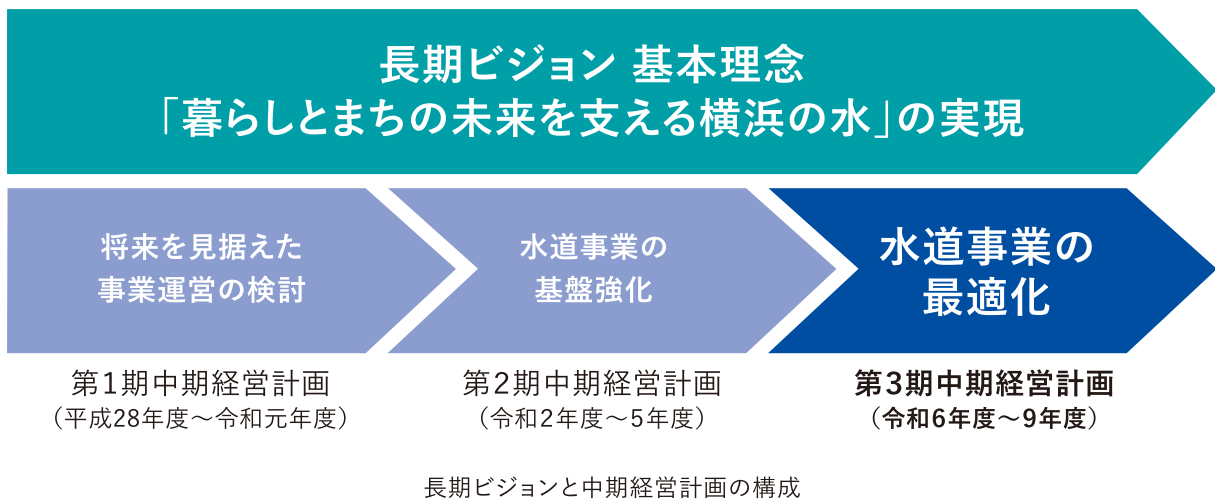 長期ビジョン 基本理念
「暮らしとまちの未来を支える横浜の水」の実現
将来を見据えた
事業運営の検討
水道事業の
基盤強化
水道事業の
最適化
第1期中期経営計画
（平成28年度～令和元年度）
第2期中期経営計画
（令和2年度～5年度）
第3期中期経営計画
（令和6年度～9年度）
長期ビジョンと中期経営計画の構成